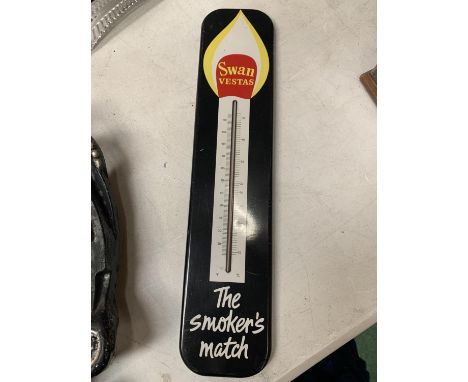 Swan
VESTAS
The
smoker's
match